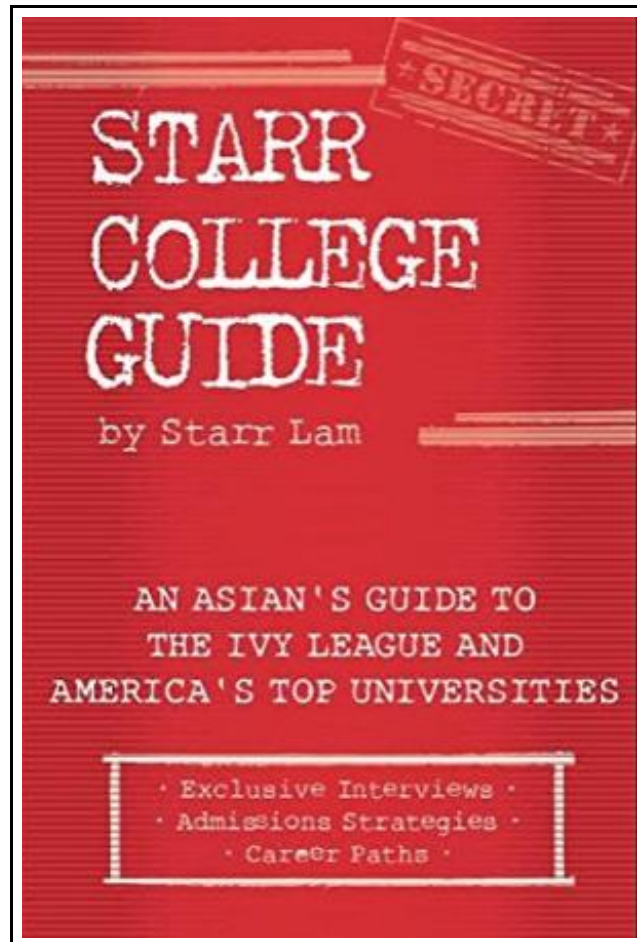 ★ SECRET ★
STARR
COLLEGE
GUIDE
by Starr Lam
AN ASIAN'S GUIDE TO
THE IVY LEAGUE AND
AMERICA'S TOP UNIVERSITIES
· Exclusive Interviews ·
· Admissions Strategies ·
· Career Paths ·